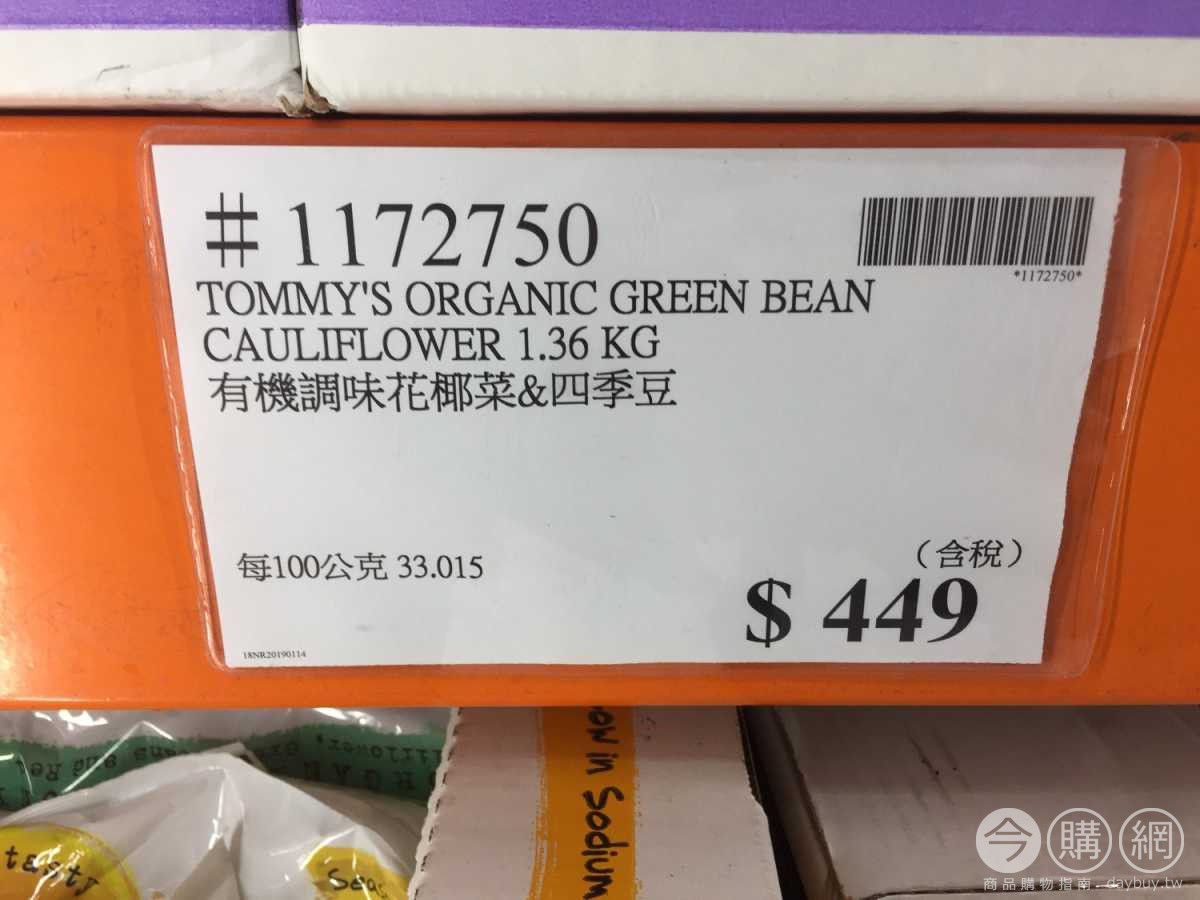 # 1172750
*1172750*
TOMMY'S ORGANIC GREEN BEAN
CAULIFLOWER 1.36 KG
有機調味花椰菜&四季豆
每100公克 33.015
（含稅）
$ 449
18NR20190114
Low in Sodium
tasty
今購網
商品購物指南 daybuy.tw